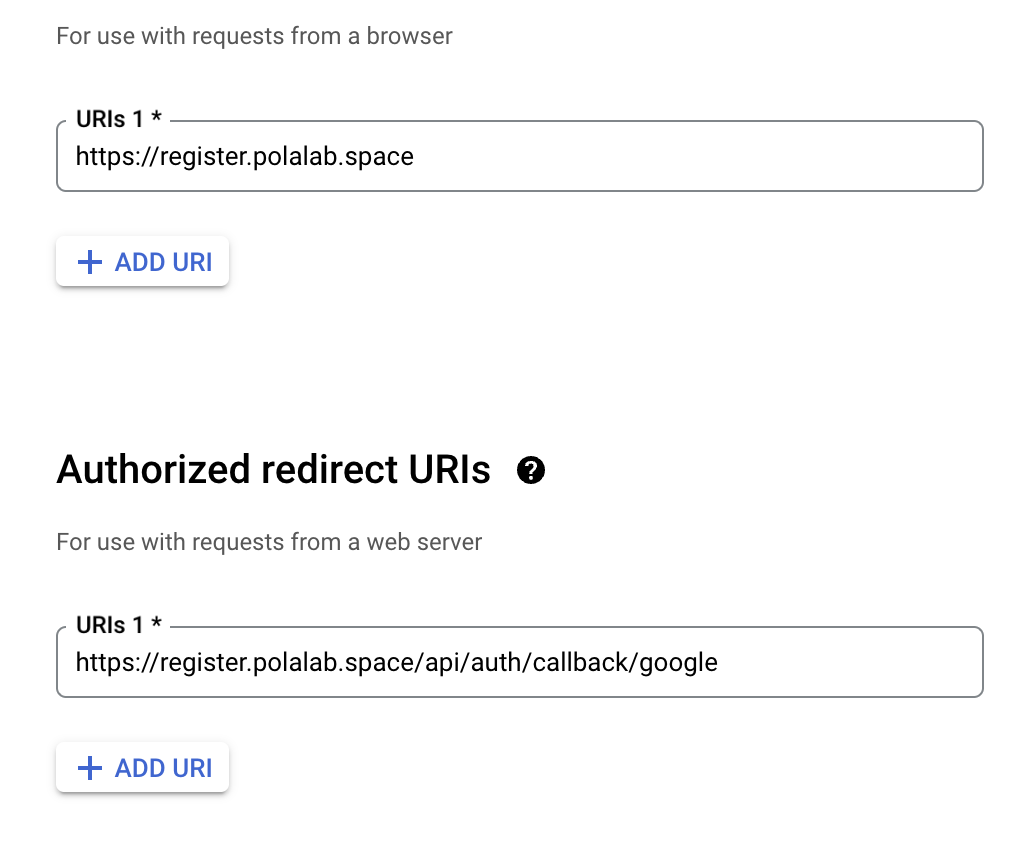 For use with requests from a browser
URIs 1 *
https://register.polalab.space
+ ADD URI
Authorized redirect URIs ?
For use with requests from a web server
URIs 1 *
https://register.polalab.space/api/auth/callback/google
+ ADD URI